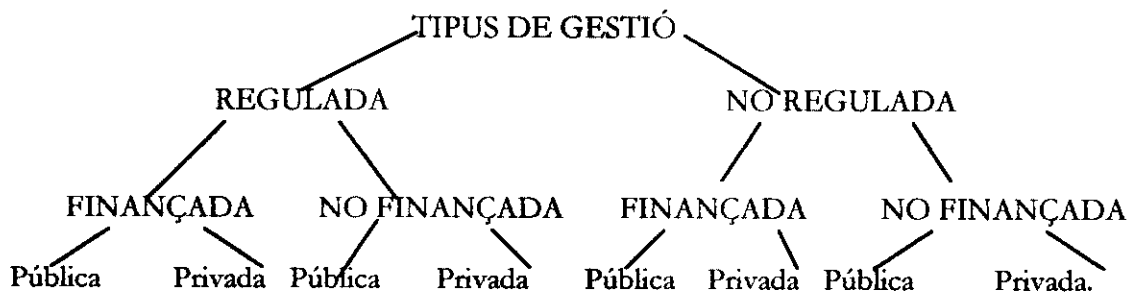 TIPUS DE GESTIÓ
REGULADA NO REGULADA
FINANÇADA NO FINANÇADA FINANÇADA NO FINANÇADA
Pública Privada Pública Privada Pública Privada Pública Privada.